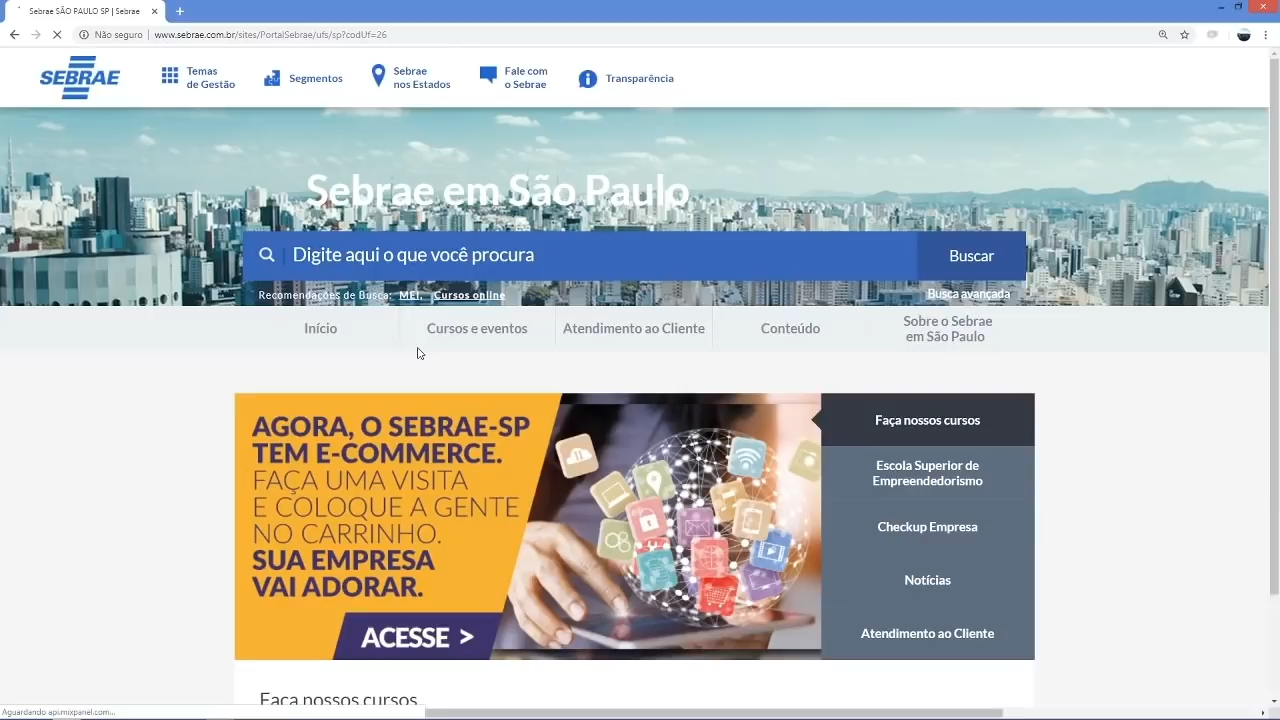 Sebrae SÃO PAULO SP | Sebrae
Não seguro | www.sebrae.com.br/sites/PortalSebrae/ufs/sp?codUf=26
SEBRAE
Temas
de Gestão
Segmentos
Sebrae
nos Estados
Fale com
o Sebrae
Transparência
Sebrae em São Paulo
Digite aqui o que você procura
Buscar
Recomendações de Busca: MEI, Cursos online
Busca avançada
Início
Cursos e eventos
Atendimento ao Cliente
Conteúdo
Sobre o Sebrae
em São Paulo
AGORA, O SEBRAE-SP
TEM E-COMMERCE.
FAÇA UMA VISITA
E COLOQUE A GENTE
NO CARRINHO.
SUA EMPRESA
VAI ADORAR.
ACESSE >
Faça nossos cursos
Escola Superior de
Empreendedorismo
Checkup Empresa
Notícias
Atendimento ao Cliente
Faça nossos cursos
Aguardando api.mixpanel.com...